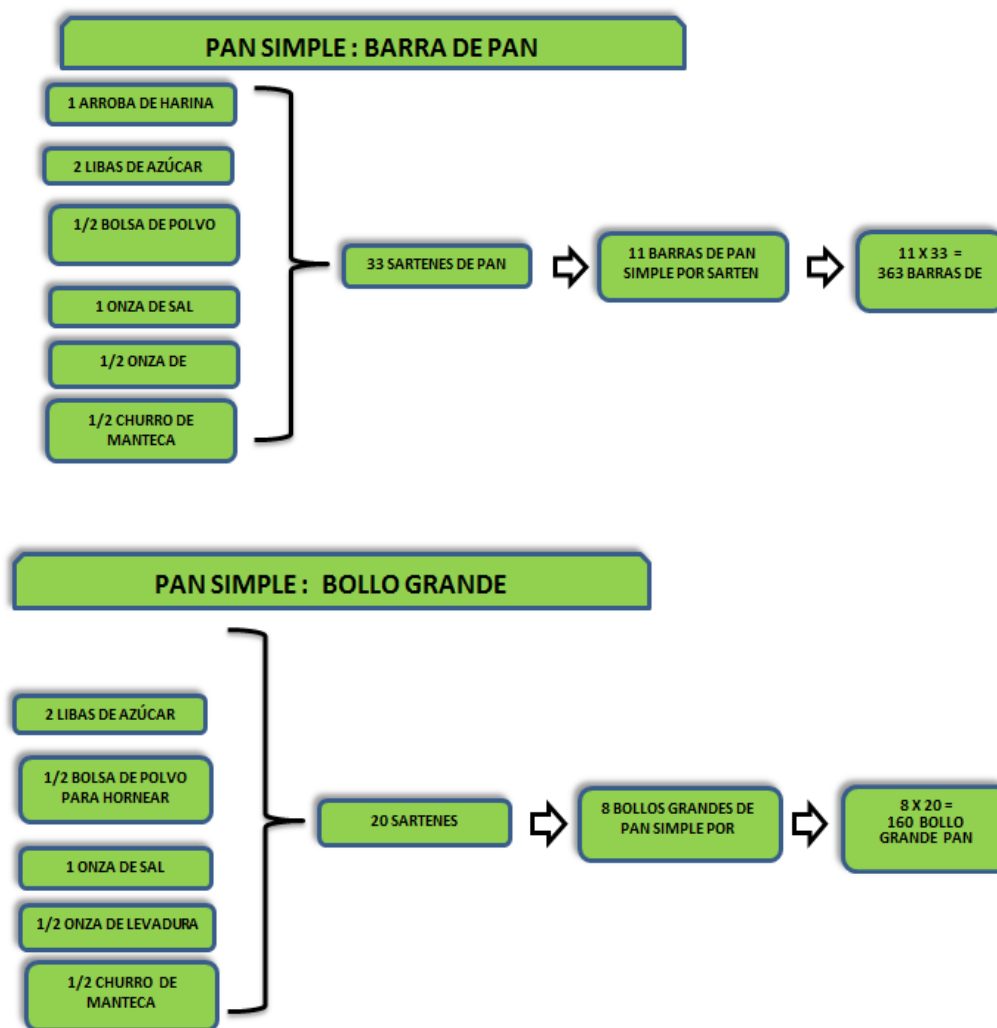 PAN SIMPLE : BARRA DE PAN
1 ARROBA DE HARINA
2 LIBAS DE AZÚCAR
1/2 BOLSA DE POLVO
1 ONZA DE SAL
1/2 ONZA DE
1/2 CHURRO DE
MANTECA
33 SARTENES DE PAN
11 BARRAS DE PAN
SIMPLE POR SARTEN
11 X 33 =
363 BARRAS DE
PAN SIMPLE : BOLLO GRANDE
2 LIBAS DE AZÚCAR
1/2 BOLSA DE POLVO
PARA HORNEAR
1 ONZA DE SAL
1/2 ONZA DE LEVADURA
1/2 CHURRO DE
MANTECA
20 SARTENES
8 BOLLOS GRANDES DE
PAN SIMPLE POR
8 X 20 =
160 BOLLO
GRANDE PAN